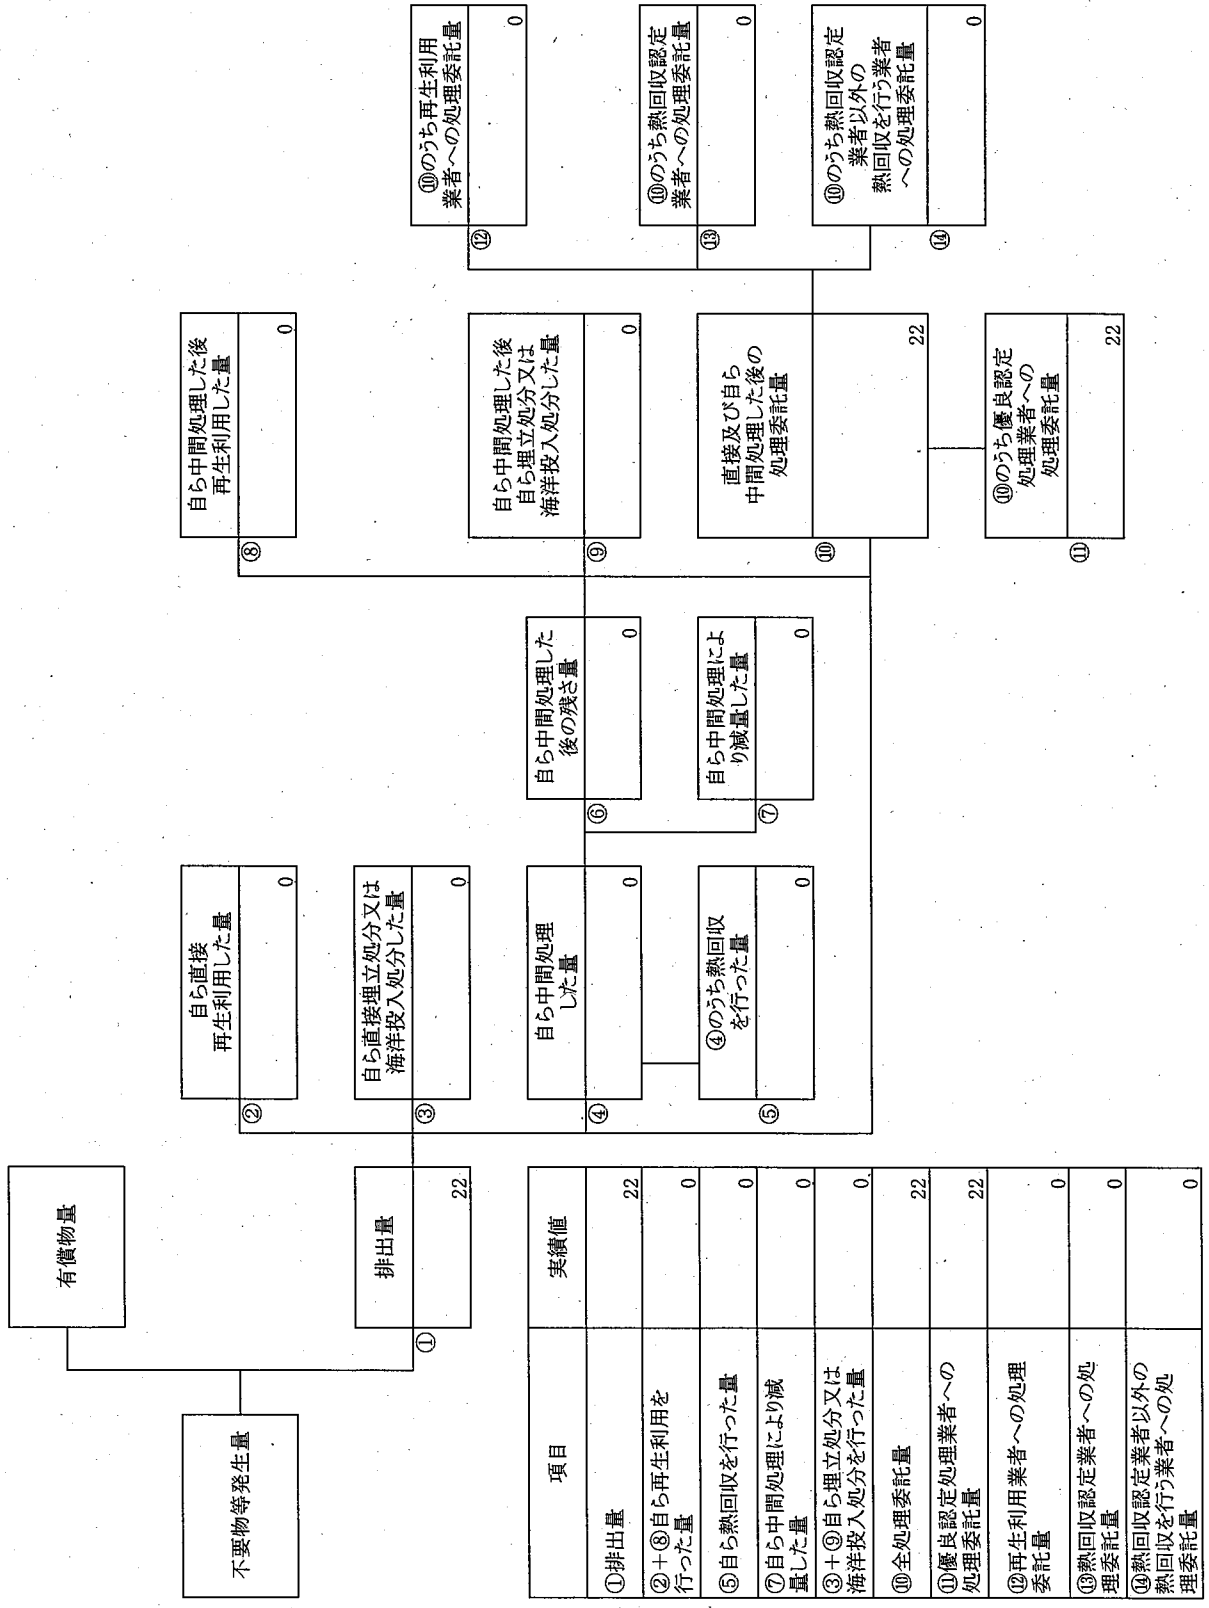 不要物等発生量
有償物量
①
排出量
22
②
自ら直接
再生利用した量
0
③
自ら直接埋立処分又は
海洋投入処分した量
0
④
自ら中間処理
した量
0
⑤
④のうち熱回収
を行った量
0
⑥
自ら中間処理した
後の残さ量
0
⑦
自ら中間処理によ
り減量した量
0
⑧
自ら中間処理した後
再生利用した量
0
⑨
自ら中間処理した後
自ら埋立処分又は
海洋投入処分した量
0
⑩
直接及び自ら
中間処理した後の
処理委託量
22
⑪
⑩のうち優良認定
処理業者への
処理委託量
22
⑫
⑩のうち再生利用
業者への処理委託量
0
⑬
⑩のうち熱回収認定
業者への処理委託量
0
⑭
⑩のうち熱回収認定
業者以外の
熱回収を行う業者
への処理委託量
0
項目 実績値
①排出量 22
②+⑧自ら再生利用を
行った量 0
⑤自ら熱回収を行った量 0
⑦自ら中間処理により減
量した量 0
③+⑨自ら埋立処分又は
海洋投入処分を行った量 0
⑩全処理委託量 22
⑪優良認定処理業者への
処理委託量 22
⑫再生利用業者への処理
委託量 0
⑬熱回収認定業者への処
理委託量 0
⑭熱回収認定業者以外の
熱回収を行う業者への処
理委託量 0